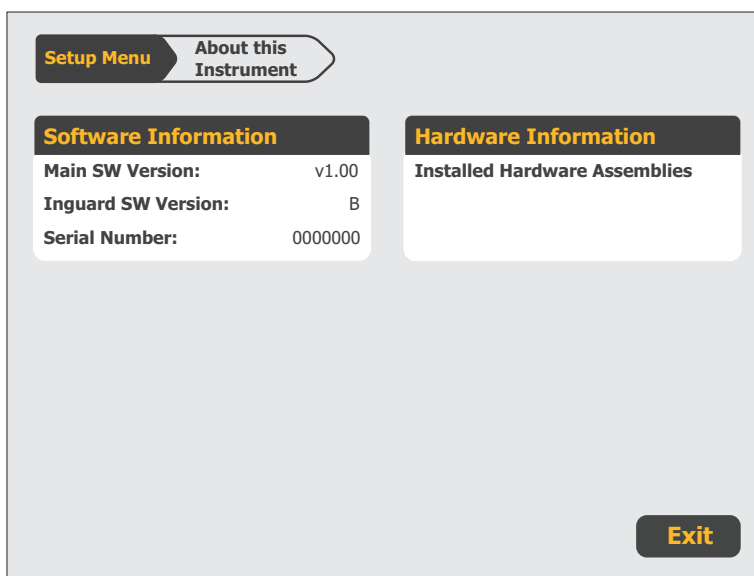 Setup Menu
About this
Instrument
Software Information
Main SW Version: v1.00
Inguard SW Version: B
Serial Number: 0000000
Hardware Information
Installed Hardware Assemblies
Exit